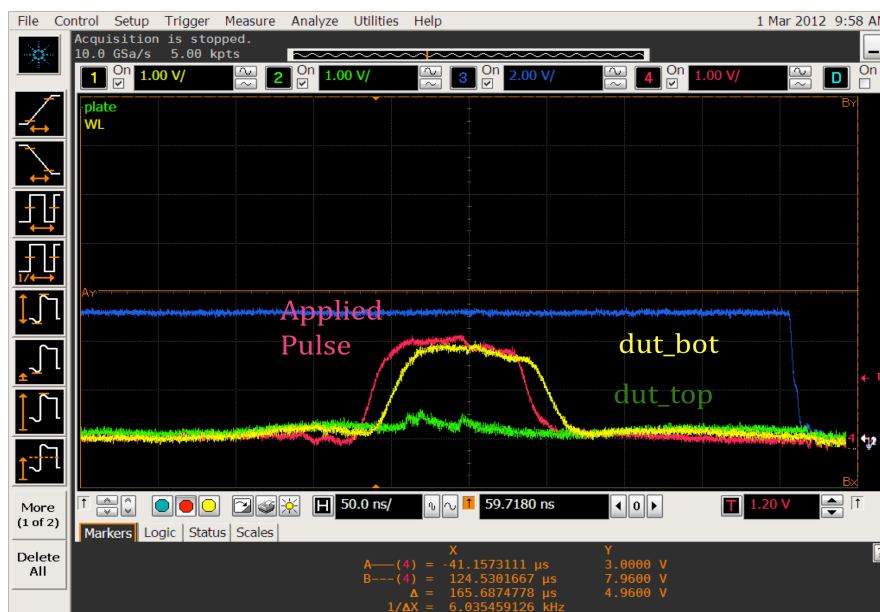 File Control Setup Trigger Measure Analyze Utilities Help 1 Mar 2012 9:58 AM
Acquisition is stopped.
10.0 GSa/s 5.00 kpts
1 On 1.00 V/ 2 On 1.00 V/ 3 On 2.00 V/ 4 On 1.00 V/ D On
plate
WL
By
Ay
Applied
Pulse
dut_bot
dut_top
T
4
Bx
More
(1 of 2)
Delete
All
H 50.0 ns/ 59.7180 ns 0 T 1.20 V
Markers Logic Status Scales
X Y
A───(4) = -41.1573111 µs 3.0000 V
B---(4) = 124.5301667 µs 7.9600 V
Δ = 165.6874778 µs 4.9600 V
1/ΔX = 6.035459126 kHz